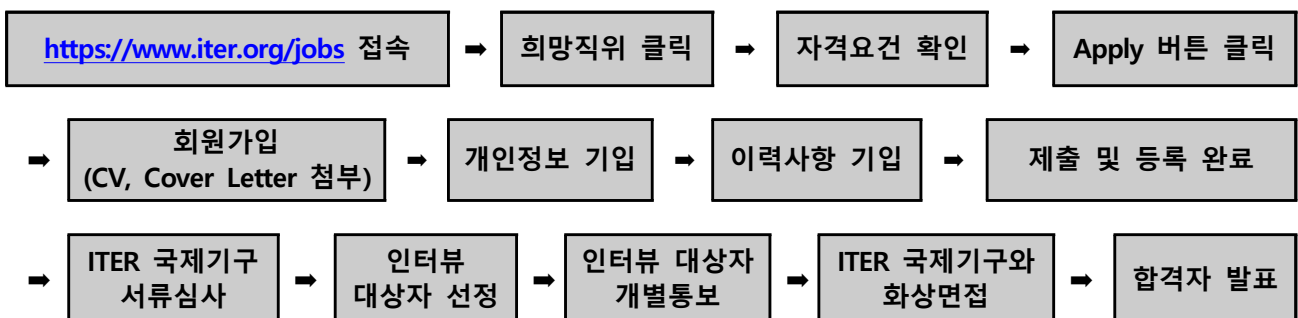 https://www.iter.org/jobs 접속 ➡ 희망직위 클릭 ➡ 자격요건 확인 ➡ Apply 버튼 클릭
➡ 회원가입
(CV, Cover Letter 첨부) ➡ 개인정보 기입 ➡ 이력사항 기입 ➡ 제출 및 등록 완료
➡ ITER 국제기구
서류심사 ➡ 인터뷰
대상자 선정 ➡ 인터뷰 대상자
개별통보 ➡ ITER 국제기구와
화상면접 ➡ 합격자 발표